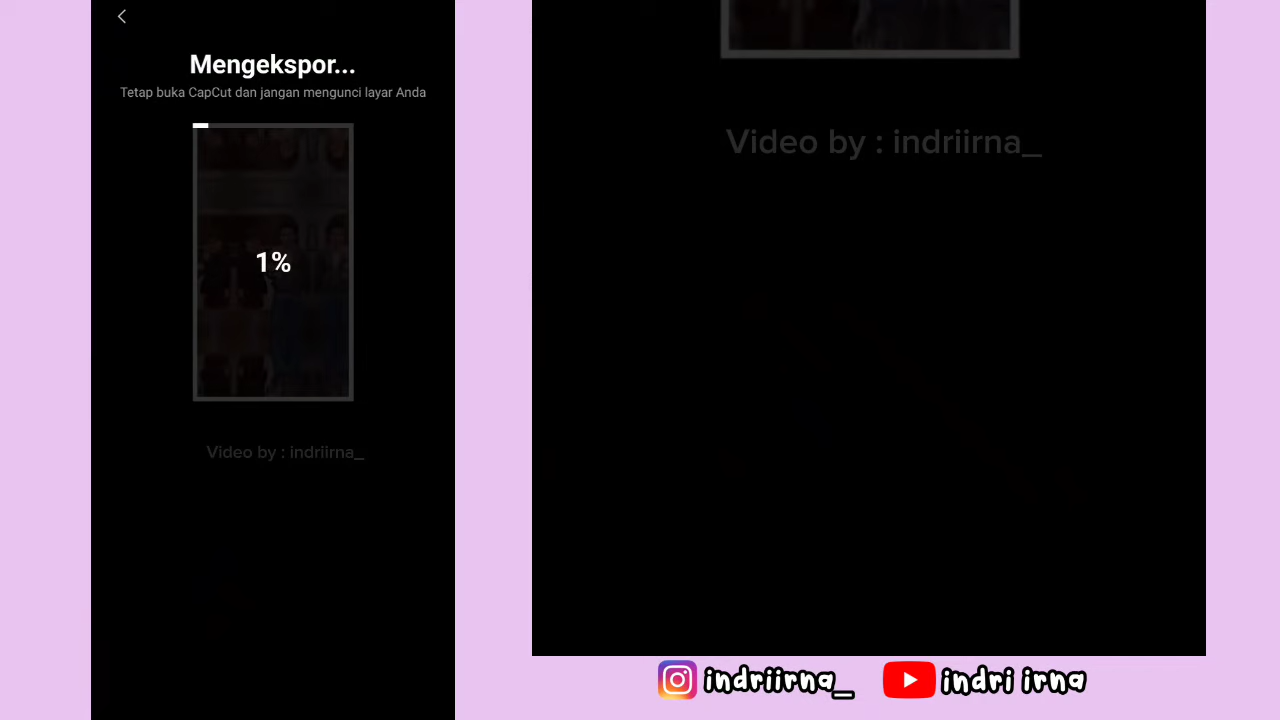 Mengekspor...
Tetap buka CapCut dan jangan mengunci layar Anda
1%
Video by : indriirna_
Video by : indriirna_
indriirna_
indri irna